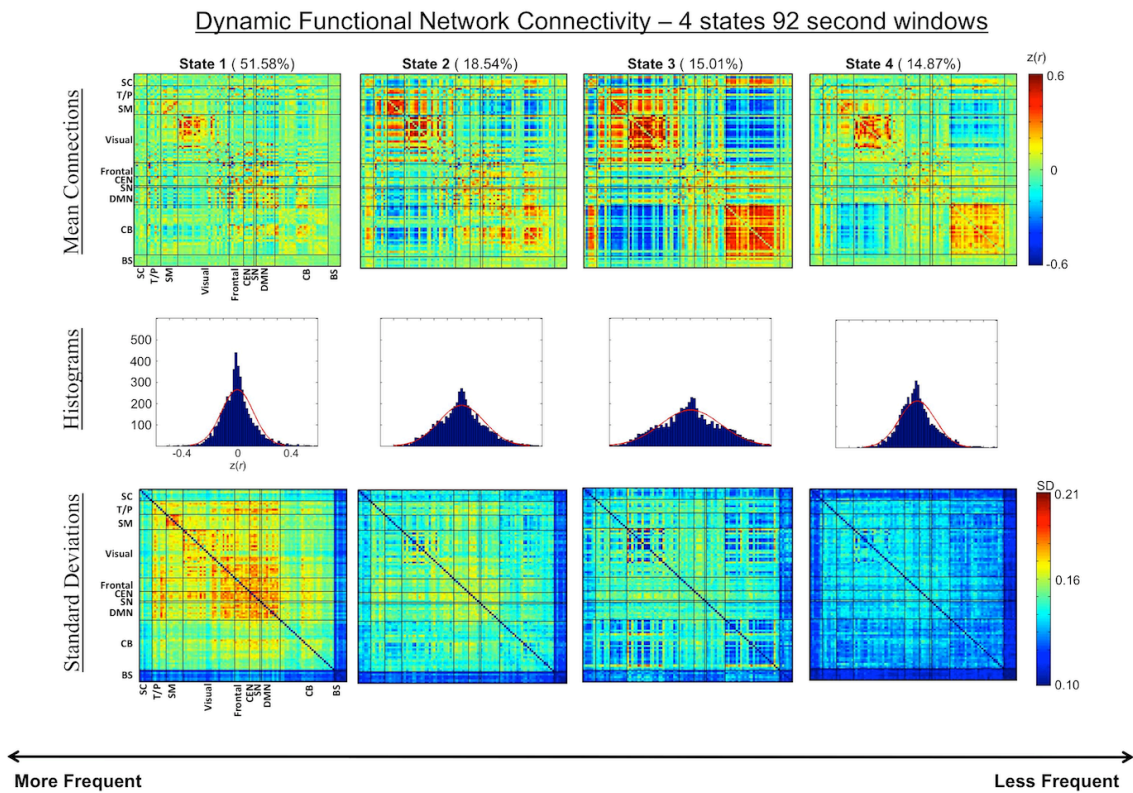 Dynamic Functional Network Connectivity – 4 states 92 second windows
State 1 ( 51.58%)
State 2 ( 18.54%)
State 3 ( 15.01%)
State 4 ( 14.87%)
z(r)
0.6
0
-0.6
Mean Connections
SC
T/P
SM
Visual
Frontal
CEN
SN
DMN
CB
BS
SC
T/P
SM
Visual
Frontal
CEN
SN
DMN
CB
BS
Histograms
500
400
300
200
100
-0.4
0
0.4
z(r)
Standard Deviations
SC
T/P
SM
Visual
Frontal
CEN
SN
DMN
CB
BS
SC
T/P
SM
Visual
Frontal
CEN
SN
DMN
CB
BS
SD
0.21
0.16
0.10
More Frequent
Less Frequent